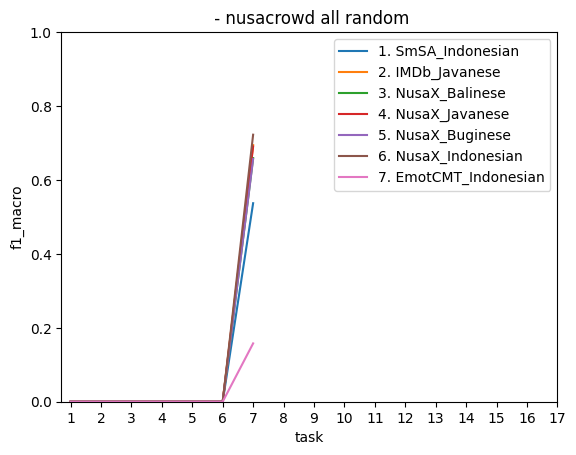 - nusacrowd all random
1.0
0.8
0.6
0.4
0.2
0.0
f1_macro
1. SmSA_Indonesian
2. IMDb_Javanese
3. NusaX_Balinese
4. NusaX_Javanese
5. NusaX_Buginese
6. NusaX_Indonesian
7. EmotCMT_Indonesian
1 2 3 4 5 6 7 8 9 10 11 12 13 14 15 16 17
task